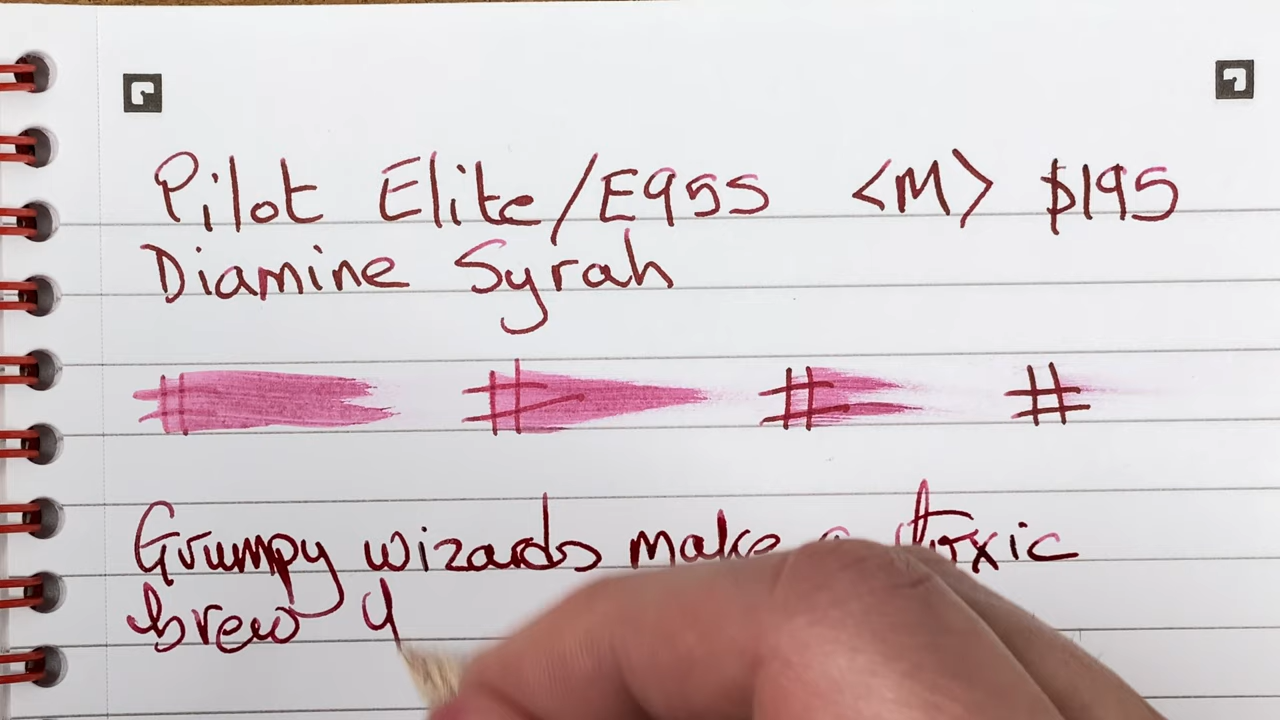 Pilot Elite/E95S <M> $195
Diamine Syrah
# # # #
Grumpy wizards make a toxic
brew